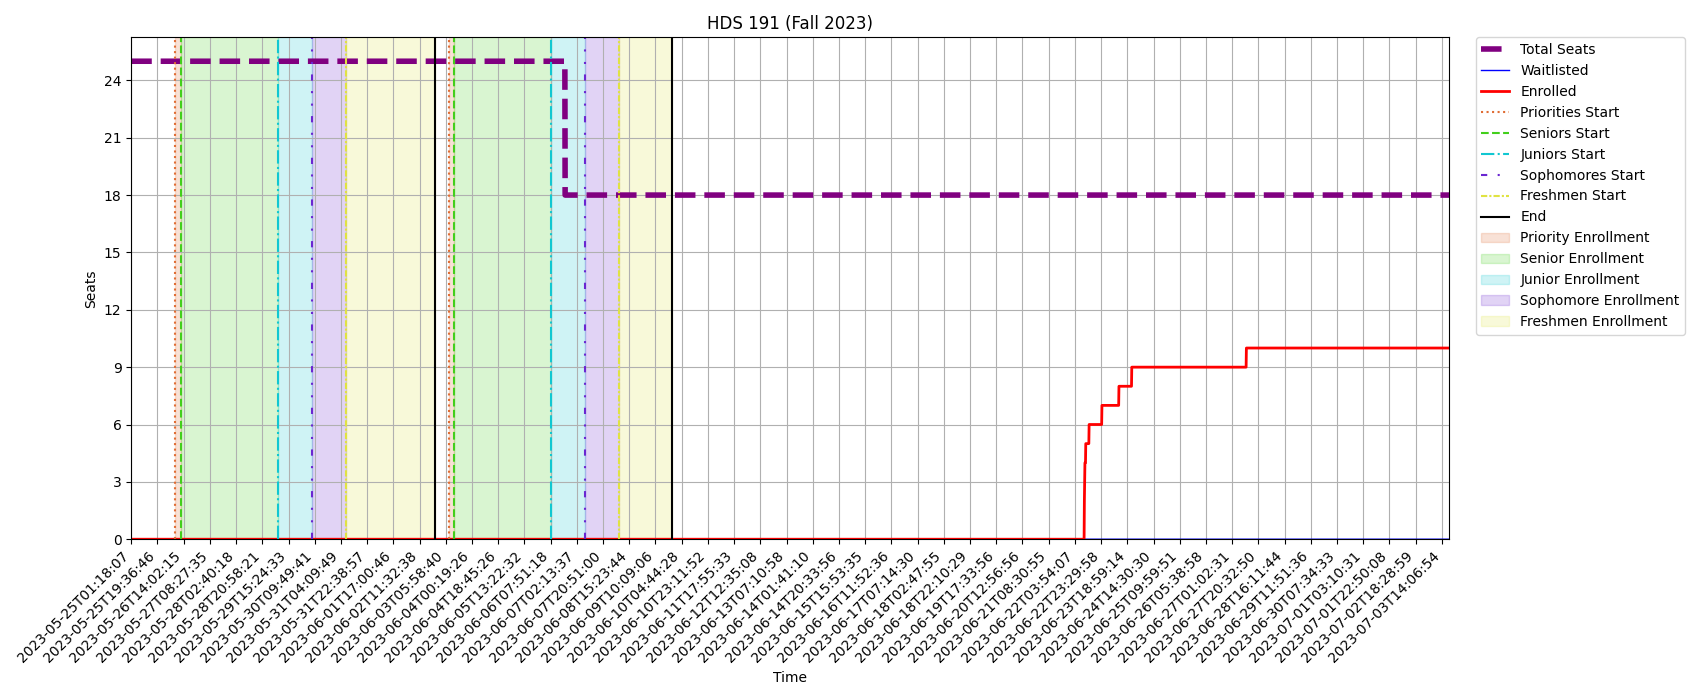 HDS 191 (Fall 2023)
Total Seats
Waitlisted
Enrolled
Priorities Start
Seniors Start
Juniors Start
Sophomores Start
Freshmen Start
End
Priority Enrollment
Senior Enrollment
Junior Enrollment
Sophomore Enrollment
Freshmen Enrollment
Seats
24
21
18
15
12
9
6
3
0
2023-05-25T01:18:07
2023-05-25T19:36:46
2023-05-26T14:02:15
2023-05-27T08:27:35
2023-05-28T02:40:18
2023-05-28T20:58:21
2023-05-29T15:24:33
2023-05-30T09:49:41
2023-05-31T04:09:49
2023-05-31T22:38:57
2023-06-01T17:00:46
2023-06-02T11:32:38
2023-06-03T05:58:40
2023-06-04T00:19:26
2023-06-04T18:45:26
2023-06-05T13:22:32
2023-06-06T07:51:18
2023-06-07T02:13:37
2023-06-07T20:51:00
2023-06-08T15:23:44
2023-06-09T10:09:06
2023-06-10T04:44:28
2023-06-10T23:11:52
2023-06-11T17:55:33
2023-06-12T12:35:08
2023-06-13T07:10:58
2023-06-14T01:41:10
2023-06-14T20:33:56
2023-06-15T15:53:35
2023-06-16T11:52:36
2023-06-17T07:14:30
2023-06-18T02:47:55
2023-06-18T22:10:29
2023-06-19T17:33:56
2023-06-20T12:56:56
2023-06-21T08:30:55
2023-06-22T03:54:07
2023-06-22T23:29:58
2023-06-23T18:59:14
2023-06-24T14:30:30
2023-06-25T09:59:51
2023-06-26T05:38:58
2023-06-27T01:02:31
2023-06-27T20:32:50
2023-06-28T16:11:44
2023-06-29T11:51:36
2023-06-30T07:34:33
2023-07-01T03:10:31
2023-07-01T22:50:08
2023-07-02T18:28:59
2023-07-03T14:06:54
Time